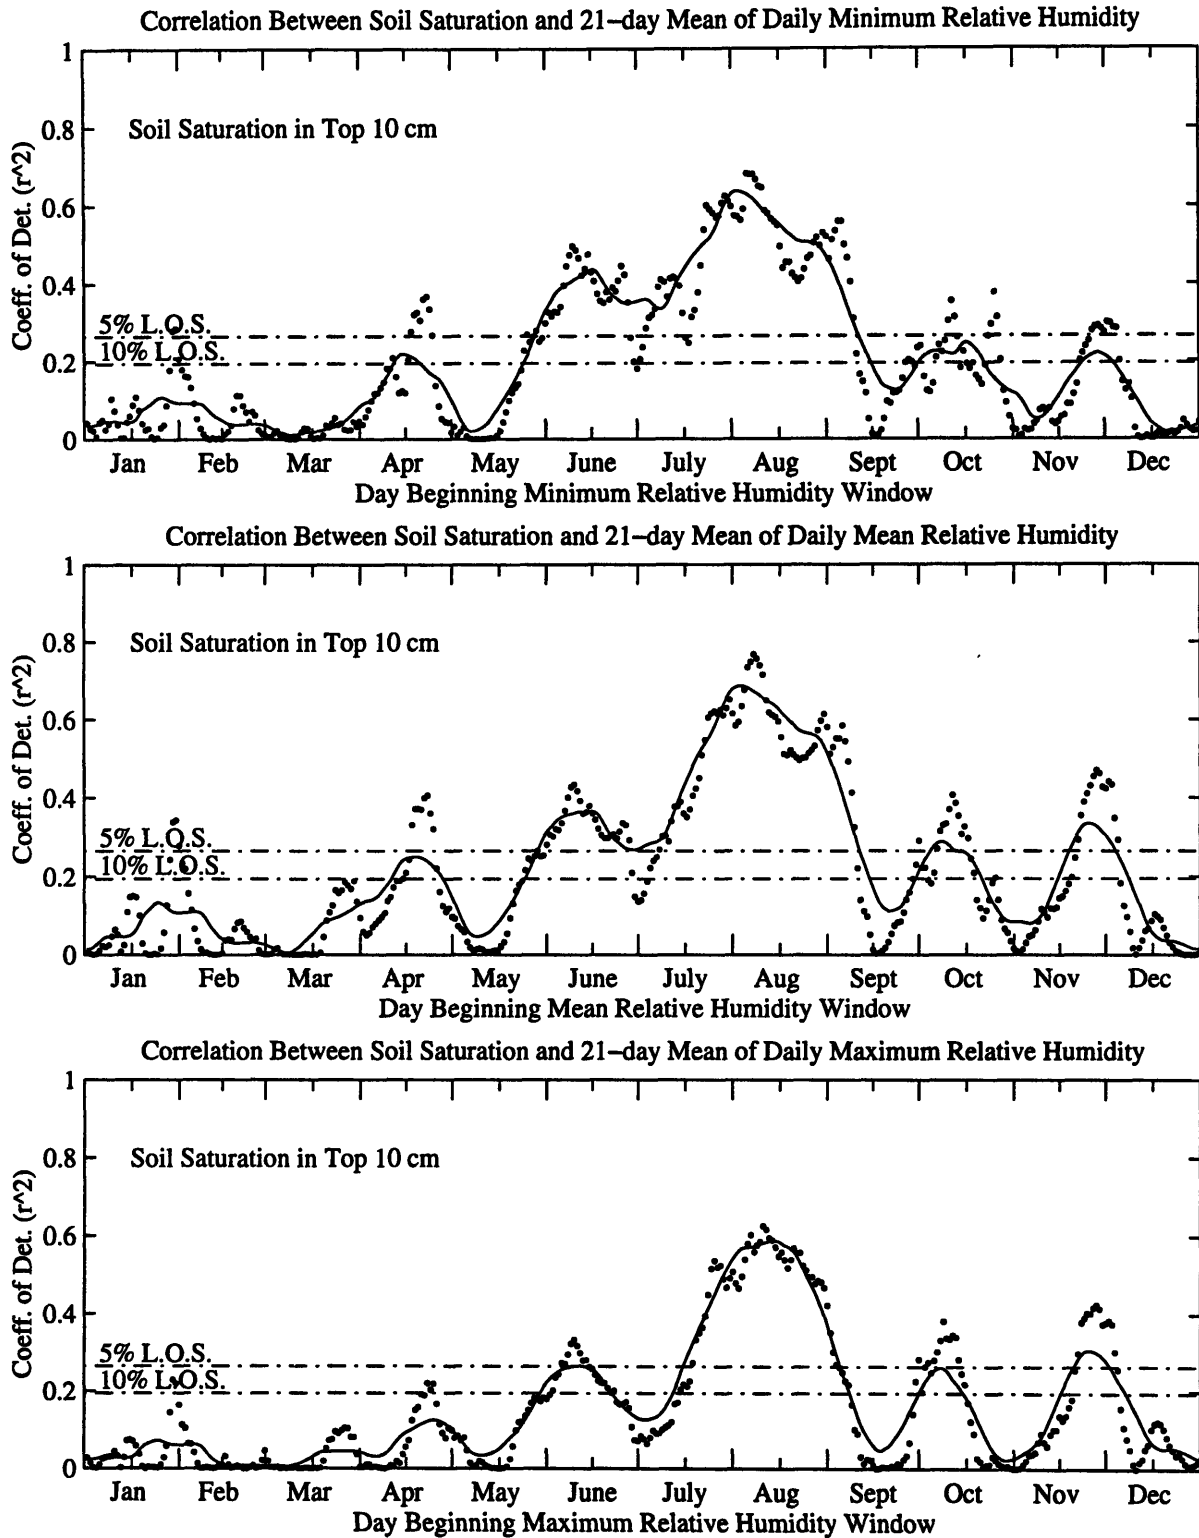 Correlation Between Soil Saturation and 21–day Mean of Daily Minimum Relative Humidity
1
0.8
0.6
0.4
0.2
0
Coeff. of Det. (r^2)
Soil Saturation in Top 10 cm
5% L.O.S.
10% L.O.S.
Jan Feb Mar Apr May June July Aug Sept Oct Nov Dec
Day Beginning Minimum Relative Humidity Window
Correlation Between Soil Saturation and 21–day Mean of Daily Mean Relative Humidity
1
0.8
0.6
0.4
0.2
0
Coeff. of Det. (r^2)
Soil Saturation in Top 10 cm
5% L.O.S.
10% L.O.S.
Jan Feb Mar Apr May June July Aug Sept Oct Nov Dec
Day Beginning Mean Relative Humidity Window
Correlation Between Soil Saturation and 21–day Mean of Daily Maximum Relative Humidity
1
0.8
0.6
0.4
0.2
0
Coeff. of Det. (r^2)
Soil Saturation in Top 10 cm
5% L.O.S.
10% L.O.S.
Jan Feb Mar Apr May June July Aug Sept Oct Nov Dec
Day Beginning Maximum Relative Humidity Window